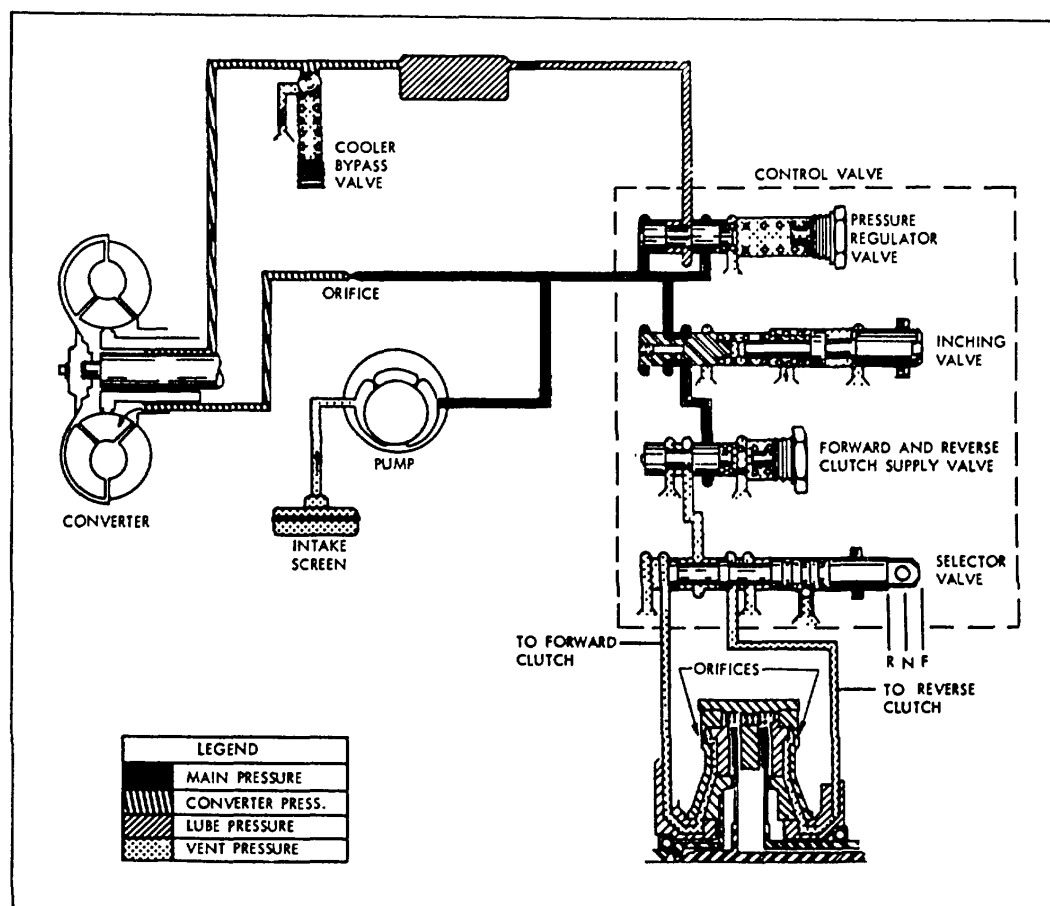 COOLER
BYPASS
VALVE
CONTROL VALVE
PRESSURE
REGULATOR
VALVE
ORIFICE
INCHING
VALVE
PUMP
FORWARD AND REVERSE
CLUTCH SUPPLY VALVE
CONVERTER
INTAKE
SCREEN
SELECTOR
VALVE
TO FORWARD
CLUTCH
R N F
ORIFICES
TO REVERSE
CLUTCH
LEGEND
MAIN PRESSURE
CONVERTER PRESS.
LUBE PRESSURE
VENT PRESSURE